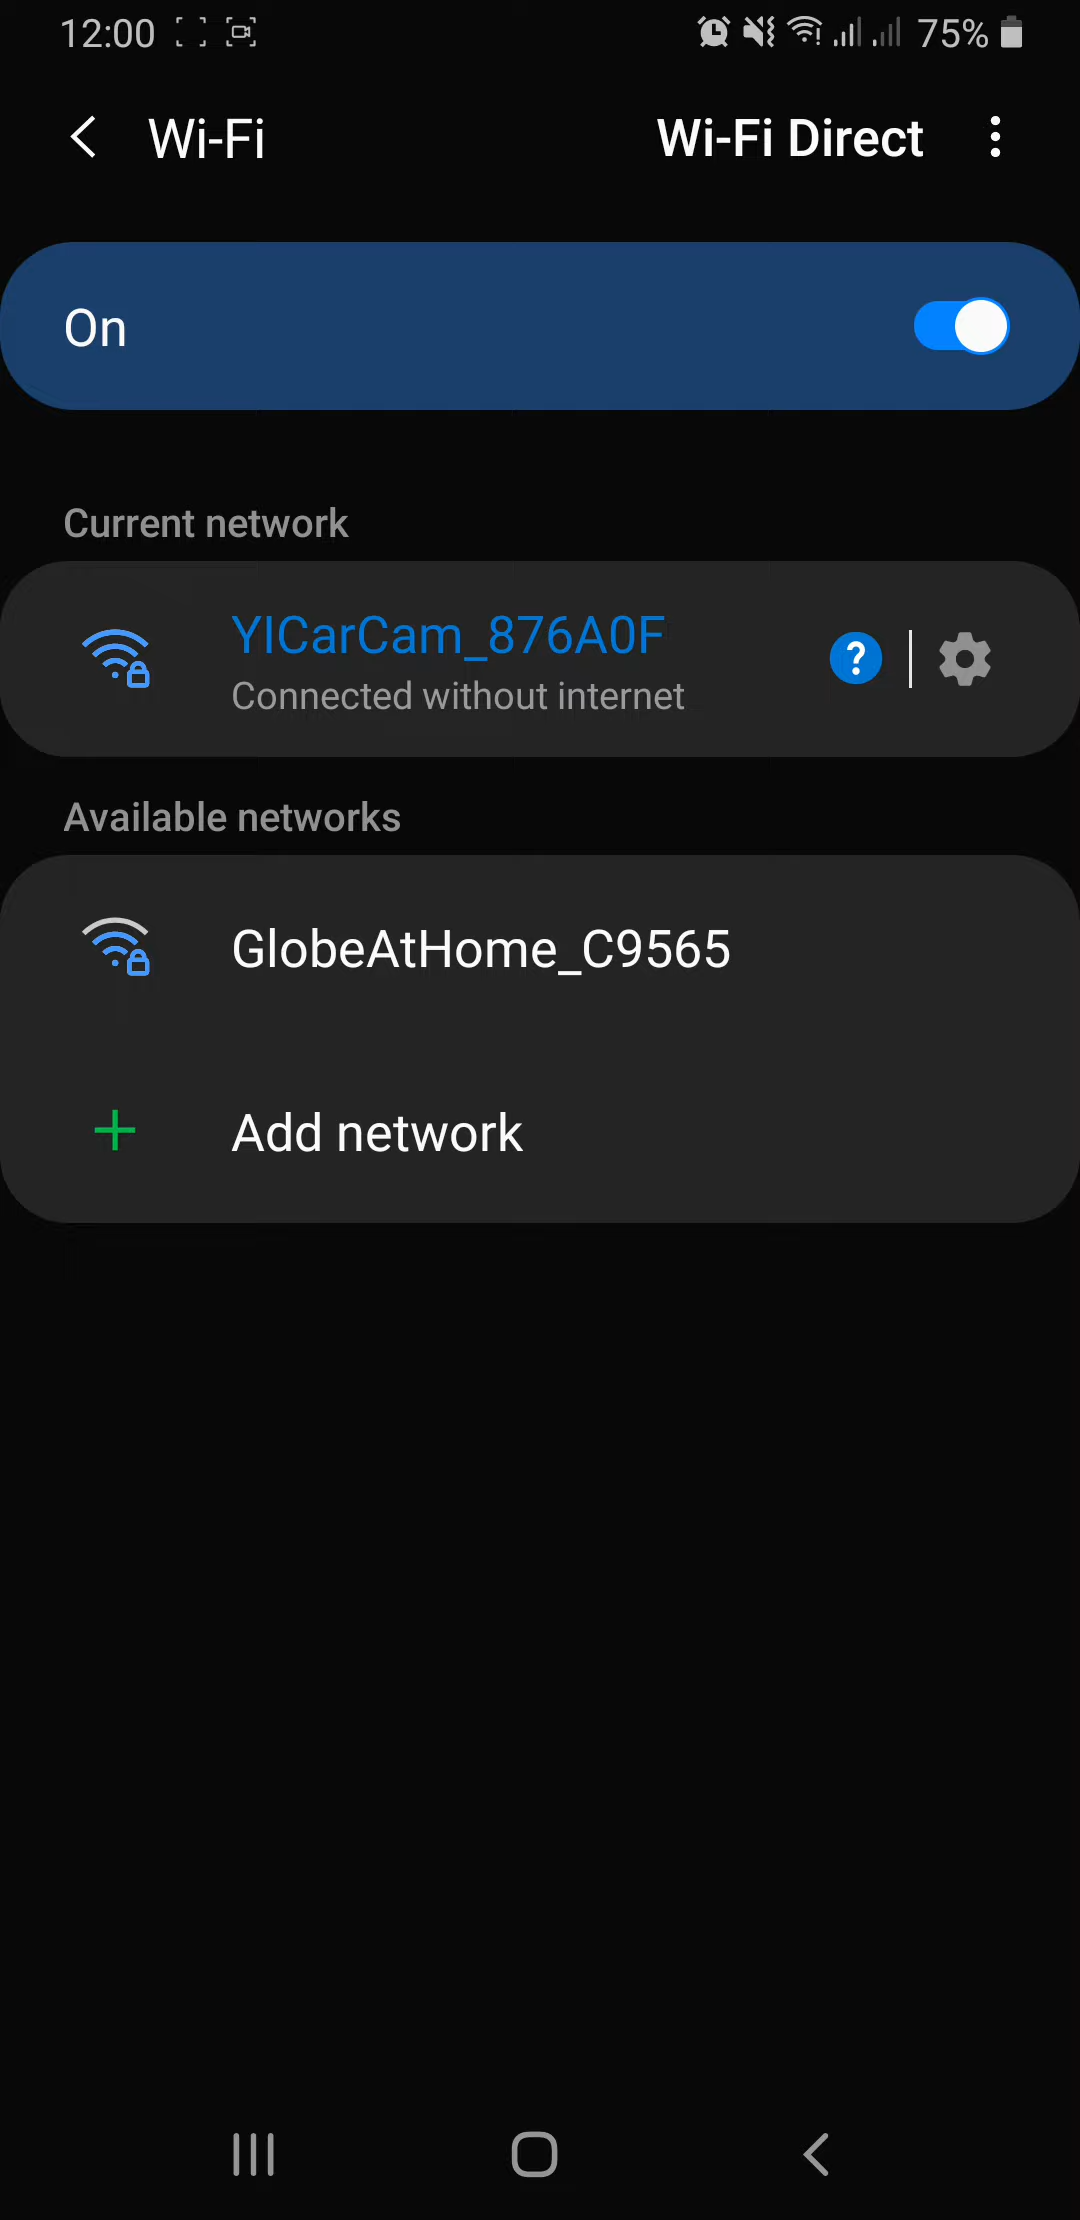 12:00 75%
Wi-Fi Wi-Fi Direct
On
Current network
YICarCam_876A0F
Connected without internet
?
Available networks
GlobeAtHome_C9565
Add network